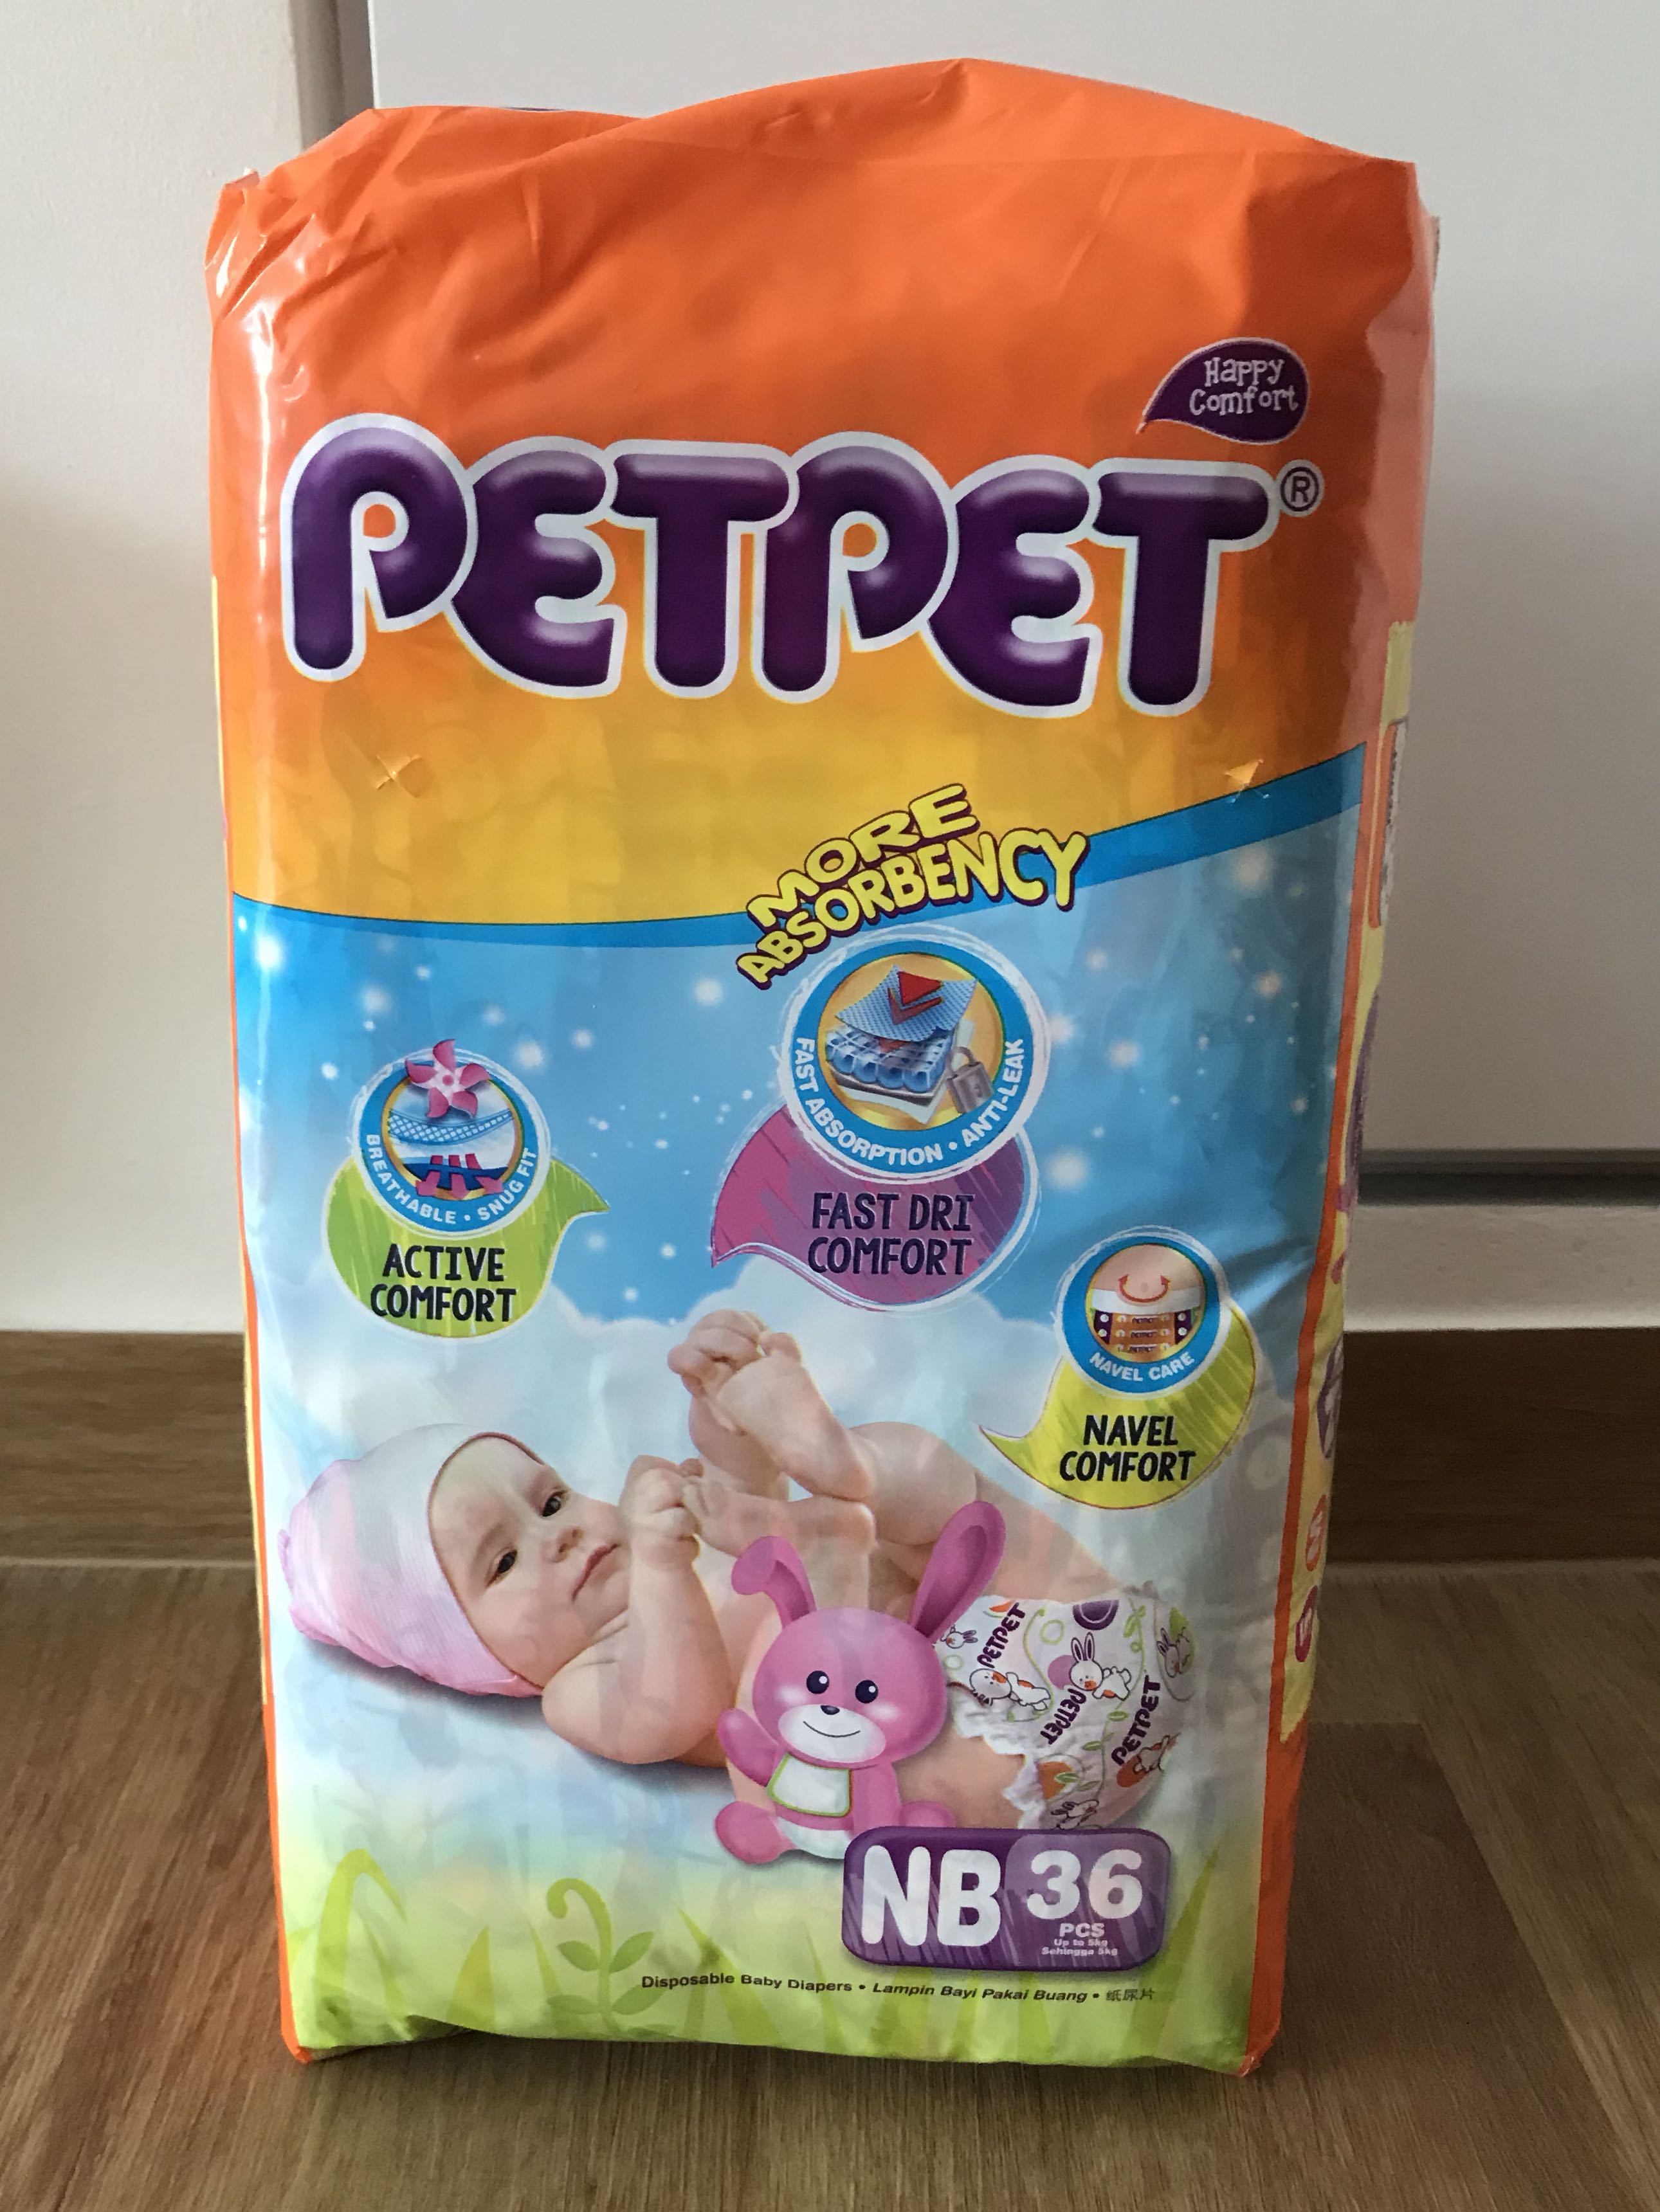 Happy
Comfort
PETPET®
MORE
ABSORBENCY
FAST ABSORPTION • ANTI-LEAK
FAST DRI
COMFORT
BREATHABLE • SNUG FIT
ACTIVE
COMFORT
NAVEL CARE
NAVEL
COMFORT
PETPET
PETPET
PETPET
NB 36
PCS
Up to 5kg
Sehingga 5kg
Disposable Baby Diapers • Lampin Bayi Pakai Buang • 纸尿片